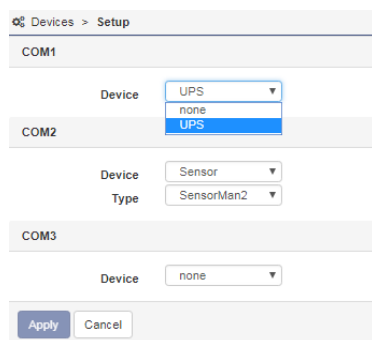 Devices > Setup
COM1
Device UPS
none
UPS
COM2
Device Sensor
Type SensorMan2
COM3
Device none
Apply Cancel